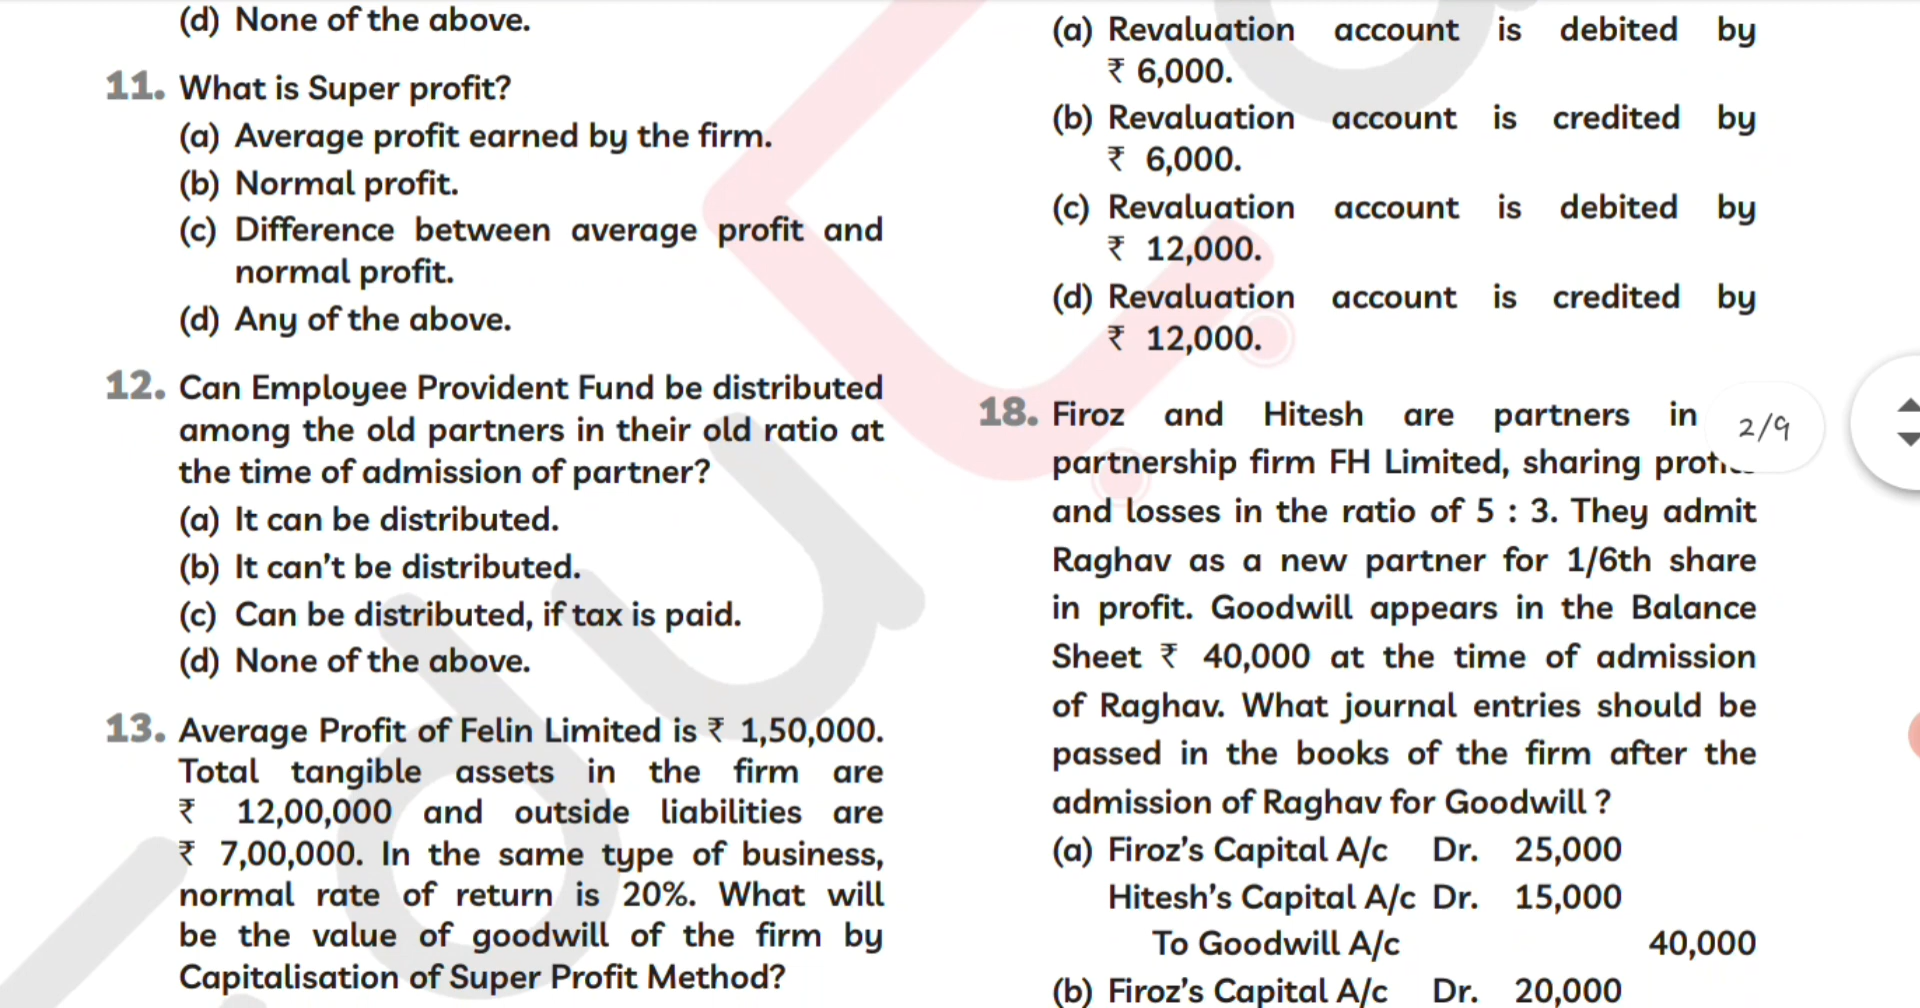 (d) None of the above.
11. What is Super profit?
(a) Average profit earned by the firm.
(b) Normal profit.
(c) Difference between average profit and
normal profit.
(d) Any of the above.
12. Can Employee Provident Fund be distributed
among the old partners in their old ratio at
the time of admission of partner?
(a) It can be distributed.
(b) It can't be distributed.
(c) Can be distributed, if tax is paid.
(d) None of the above.
13. Average Profit of Felin Limited is ₹ 1,50,000.
Total tangible assets in the firm are
₹ 12,00,000 and outside liabilities are
₹ 7,00,000. In the same type of business,
normal rate of return is 20%. What will
be the value of goodwill of the firm by
Capitalisation of Super Profit Method?
(a) Revaluation account is debited by
₹ 6,000.
(b) Revaluation account is credited by
₹ 6,000.
(c) Revaluation account is debited by
₹ 12,000.
(d) Revaluation account is credited by
₹ 12,000.
18. Firoz and Hitesh are partners in
partnership firm FH Limited, sharing
and losses in the ratio of 5 : 3. They admit
Raghav as a new partner for 1/6th share
in profit. Goodwill appears in the Balance
Sheet ₹ 40,000 at the time of admission
of Raghav. What journal entries should be
passed in the books of the firm after the
admission of Raghav for Goodwill ?
(a) Firoz's Capital A/c Dr. 25,000
Hitesh's Capital A/c Dr. 15,000
To Goodwill A/c 40,000
(b) Firoz's Capital A/c Dr. 20,000
2/9